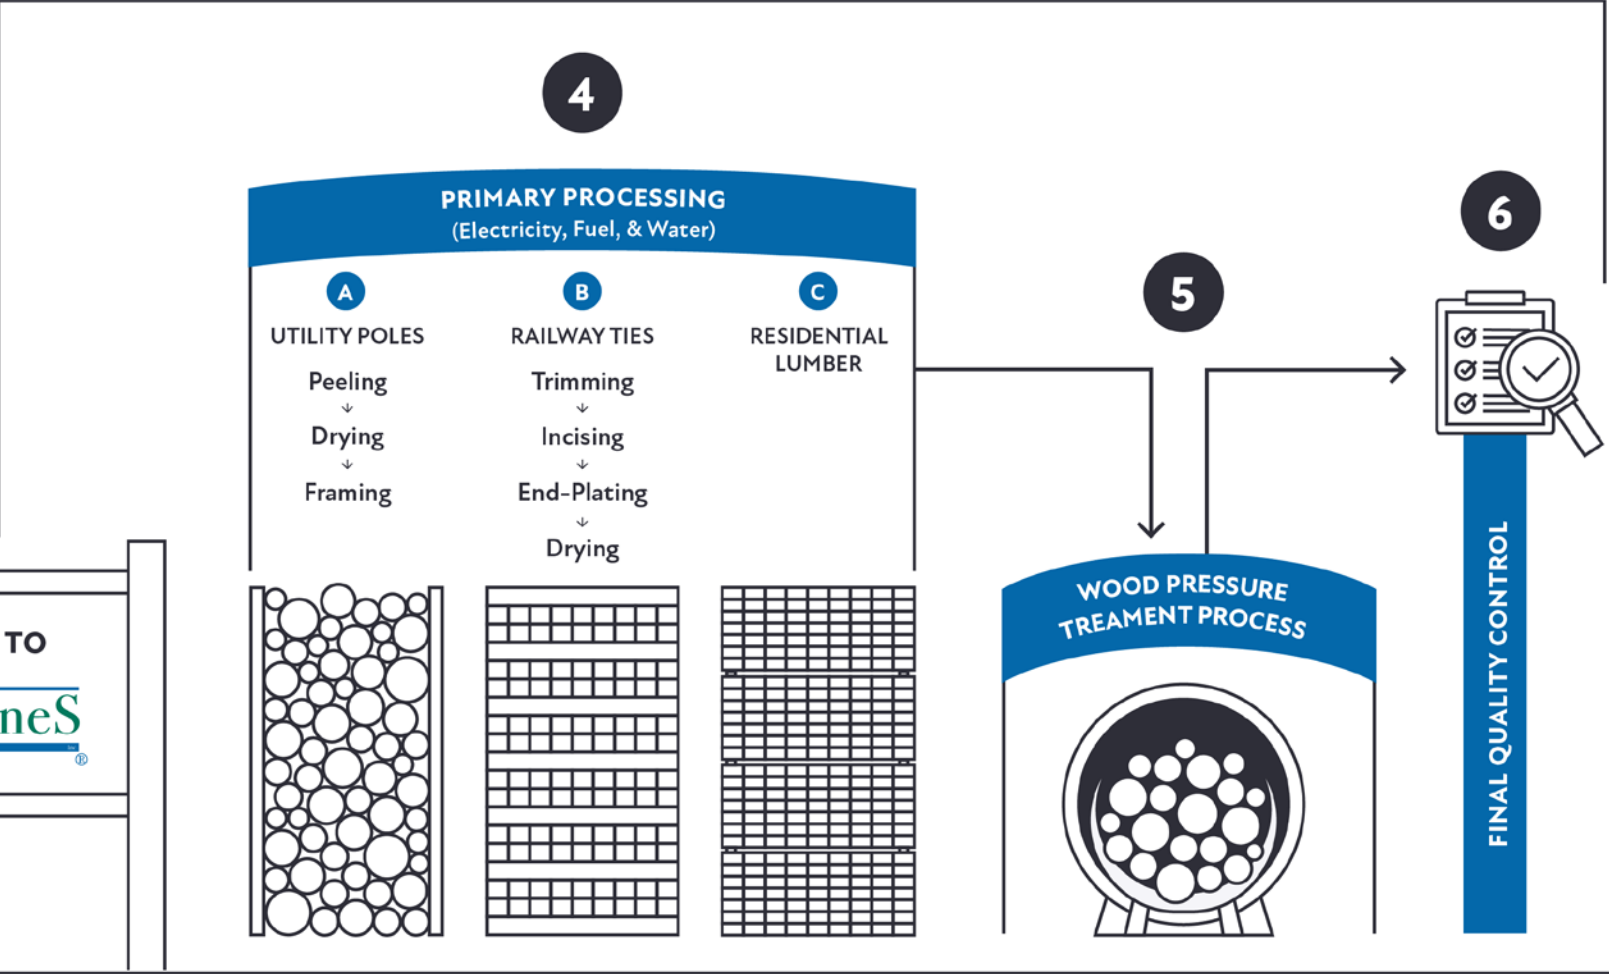 4
PRIMARY PROCESSING
(Electricity, Fuel, & Water)
A
UTILITY POLES
Peeling
↓
Drying
↓
Framing
B
RAILWAY TIES
Trimming
↓
Incising
↓
End-Plating
↓
Drying
C
RESIDENTIAL
LUMBER
5
WOOD PRESSURE
TREAMENT PROCESS
6
FINAL QUALITY CONTROL
TO
neS
®